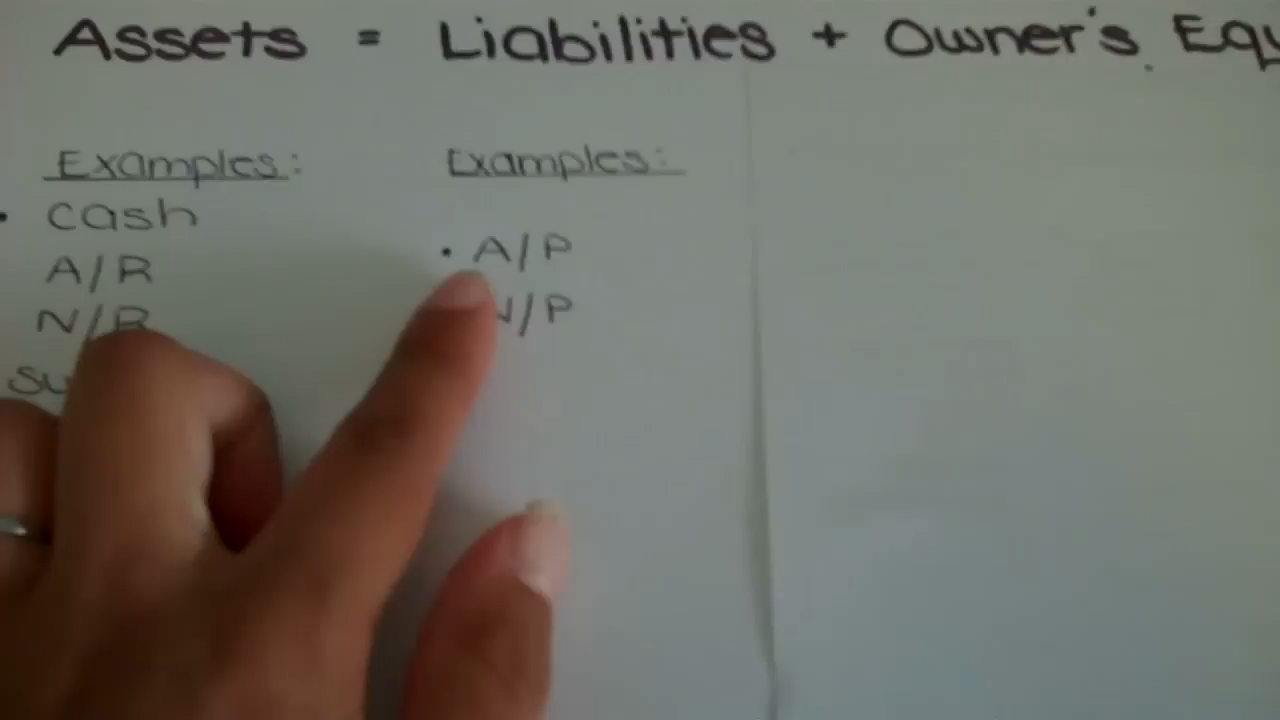 Assets = Liabilities + Owner's
Examples:
• Cash
A/R
N/R
Examples:
• A/P
N/P